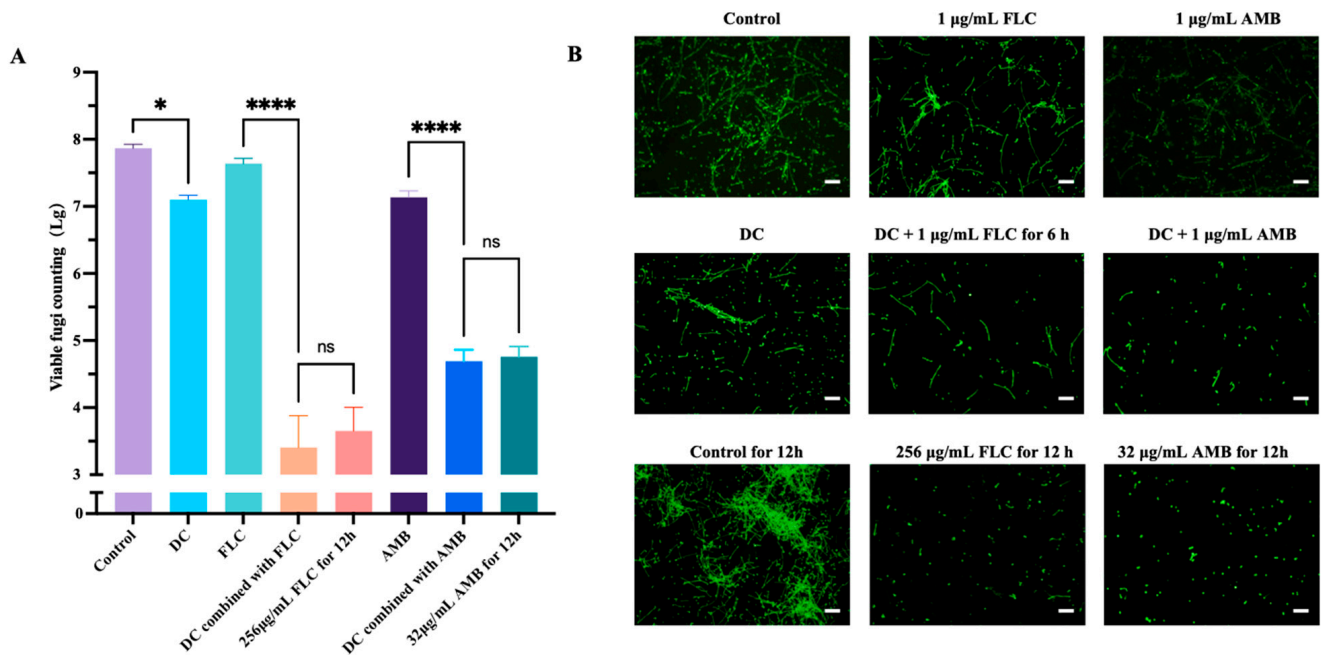 A
Viable fugi counting (Lg)
9
8
7
6
5
4
3
0
*
****
ns
****
ns
Control
DC
FLC
DC combined with FLC
256μg/mL FLC for 12h
AMB
DC combined with AMB
32μg/mL AMB for 12h
B
Control
1 μg/mL FLC
1 μg/mL AMB
DC
DC + 1 μg/mL FLC for 6 h
DC + 1 μg/mL AMB
Control for 12h
256 μg/mL FLC for 12 h
32 μg/mL AMB for 12h